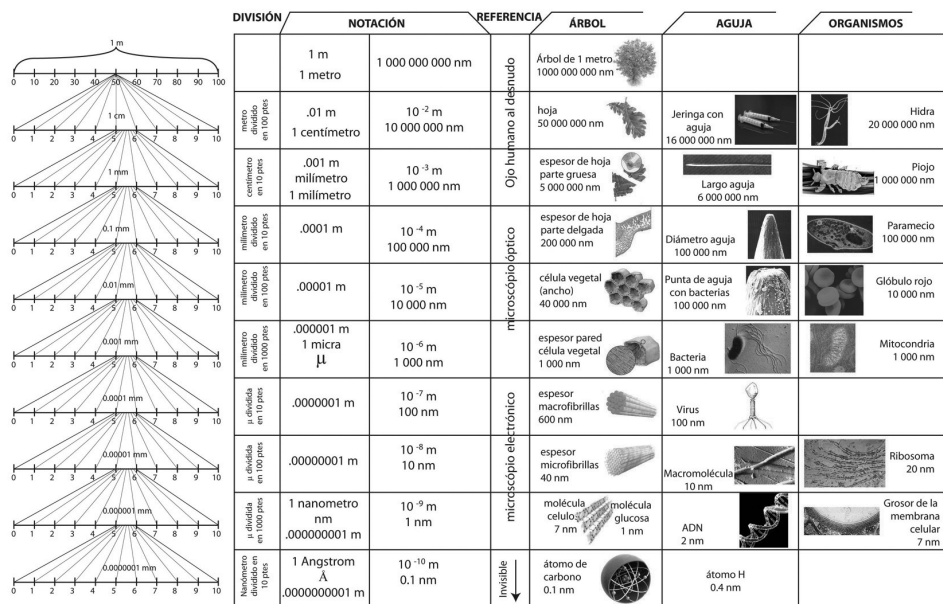 1 m
0 10 20 30 40 50 60 70 80 90 100
1 cm
0 1 2 3 4 5 6 7 8 9 10
1 mm
0 1 2 3 4 5 6 7 8 9 10
0.1 mm
0 1 2 3 4 5 6 7 8 9 10
0.01 mm
0 1 2 3 4 5 6 7 8 9 10
0.001 mm
0 1 2 3 4 5 6 7 8 9 10
0.0001 mm
0 1 2 3 4 5 6 7 8 9 10
0.00001 mm
0 1 2 3 4 5 6 7 8 9 10
0.000001 mm
0 1 2 3 4 5 6 7 8 9 10
0.0000001 mm
0 1 2 3 4 5 6 7 8 9 10
DIVISIÓN NOTACIÓN REFERENCIA ÁRBOL AGUJA ORGANISMOS
1 m
1 metro
1 000 000 000 nm
Ojo humano al desnudo
Árbol de 1 metro
1000 000 000 nm
metro
dividido
en 100 ptes
.01 m
1 centímetro
10 -2 m
10 000 000 nm
hoja
50 000 000 nm
Jeringa con
aguja
16 000 000 nm
Hidra
20 000 000 nm
centímetro
en 10 ptes
.001 m
milímetro
1 milímetro
10 -3 m
1 000 000 nm
espesor de hoja
parte gruesa
5 000 000 nm
Largo aguja
6 000 000 nm
Piojo
1 000 000 nm
milímetro
dividido
en 10 ptes
.0001 m
10 -4 m
100 000 nm
microscópio óptico
espesor de hoja
parte delgada
200 000 nm
Diámetro aguja
100 000 nm
Paramecio
100 000 nm
milímetro
dividido
en 100 ptes
.00001 m
10 -5 m
10 000 nm
célula vegetal
(ancho)
40 000 nm
Punta de aguja
con bacterias
100 000 nm
Glóbulo rojo
10 000 nm
milímetro
dividido
en 1000 ptes
.000001 m
1 micra
μ
10 -6 m
1 000 nm
espesor pared
célula vegetal
1 000 nm
Bacteria
1 000 nm
Mitocondria
1 000 nm
μ dividida
en 10 ptes
.0000001 m
10 -7 m
100 nm
microscópio electrónico
espesor
macrofibrillas
600 nm
Virus
100 nm
μ dividida
en 100 ptes
.00000001 m
10 -8 m
10 nm
espesor
microfibrillas
40 nm
Macromolécula
10 nm
Ribosoma
20 nm
μ dividida
en 1000 ptes
1 nanometro
nm
.000000001 m
10 -9 m
1 nm
molécula
celulo
7 nm
molécula
glucosa
1 nm
ADN
2 nm
Grosor de la
membrana
celular
7 nm
Nanómetro
dividido en
10 ptes
1 Angstrom
Å
.0000000001 m
10 -10 m
0.1 nm
Invisible
átomo de
carbono
0.1 nm
átomo H
0.4 nm